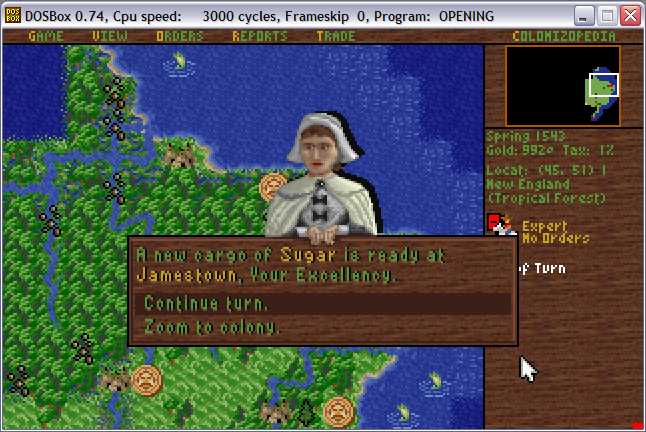 DOSBox 0.74, Cpu speed: 3000 cycles, Frameskip 0, Program: OPENING
GAME VIEW ORDERS REPORTS TRADE COLONIZOPEDIA
Spring 1543
Gold: 992¢ Tax: 1%
Locat: (45, 51) 1
New England
(Tropical Forest)
Expert
No Orders
of Turn
A new cargo of Sugar is ready at
Jamestown, Your Excellency.
Continue turn.
Zoom to colony.